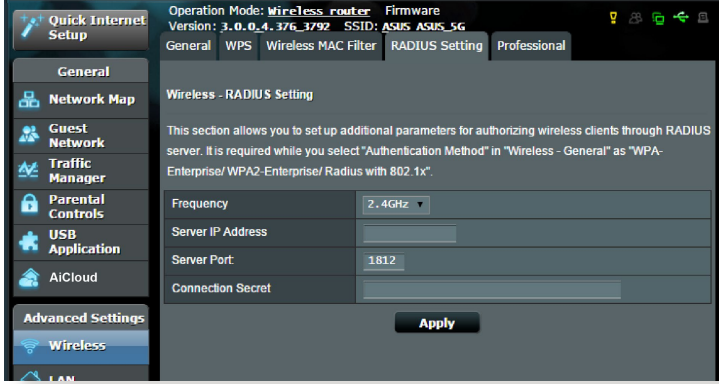 Quick Internet
Setup
Operation Mode: Wireless router Firmware
Version: 3.0.0.4.376_3792 SSID: ASUS ASUS_5G
General WPS Wireless MAC Filter RADIUS Setting Professional
General
Network Map
Guest
Network
Traffic
Manager
Parental
Controls
USB
Application
AiCloud
Advanced Settings
Wireless
LAN
Wireless - RADIUS Setting
This section allows you to set up additional parameters for authorizing wireless clients through RADIUS
server. It is required while you select "Authentication Method" in "Wireless - General" as "WPA-
Enterprise/ WPA2-Enterprise/ Radius with 802.1x".
Frequency 2.4GHz
Server IP Address
Server Port: 1812
Connection Secret
Apply